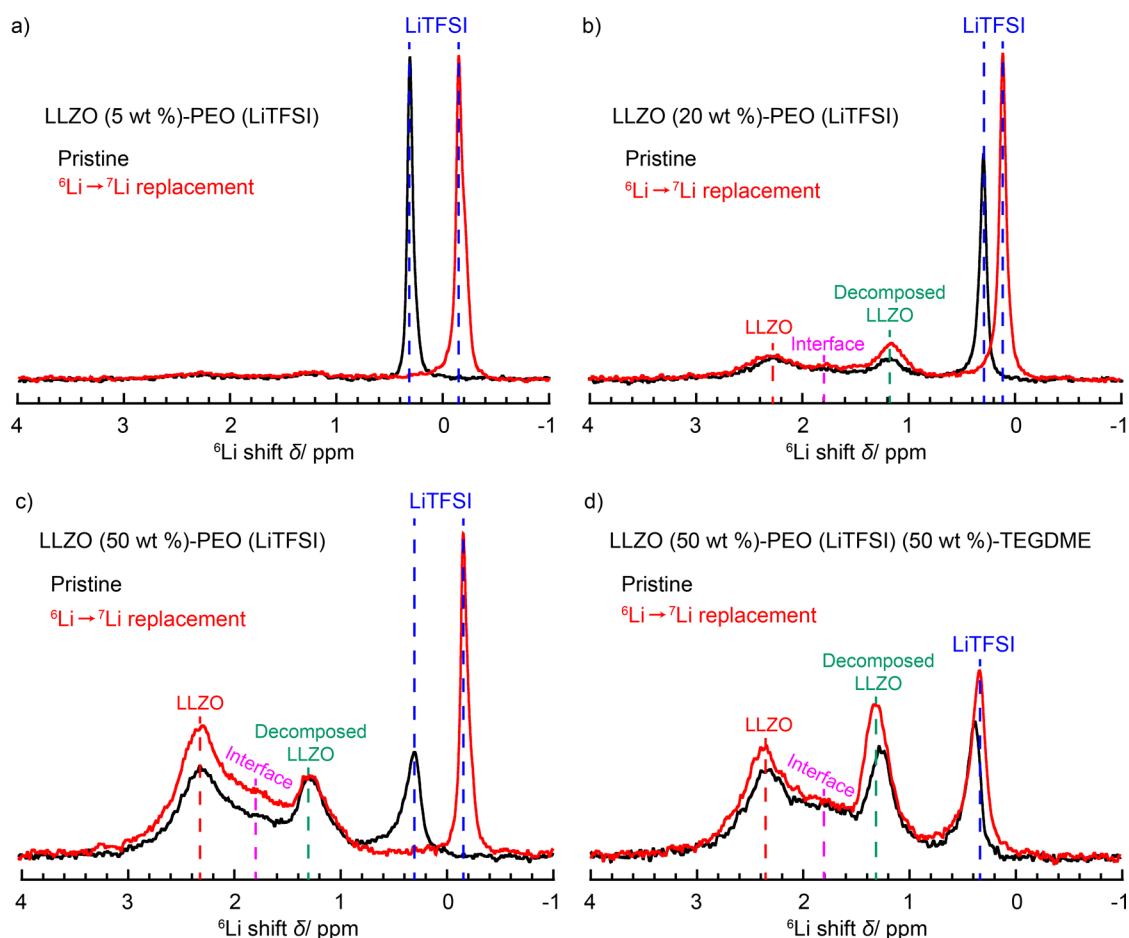 a)
LiTFSI
LLZO (5 wt %)-PEO (LiTFSI)
Pristine
⁶Li→⁷Li replacement
4 3 2 1 0 -1
⁶Li shift δ/ ppm
b)
LiTFSI
LLZO (20 wt %)-PEO (LiTFSI)
Pristine
⁶Li→⁷Li replacement
Decomposed
LLZO
LLZO
Interface
4 3 2 1 0 -1
⁶Li shift δ/ ppm
c)
LiTFSI
LLZO (50 wt %)-PEO (LiTFSI)
Pristine
⁶Li→⁷Li replacement
LLZO
Interface
Decomposed
LLZO
4 3 2 1 0 -1
⁶Li shift δ/ ppm
d)
LLZO (50 wt %)-PEO (LiTFSI) (50 wt %)-TEGDME
Pristine
⁶Li→⁷Li replacement
LiTFSI
Decomposed
LLZO
LLZO
Interface
4 3 2 1 0 -1
⁶Li shift δ/ ppm